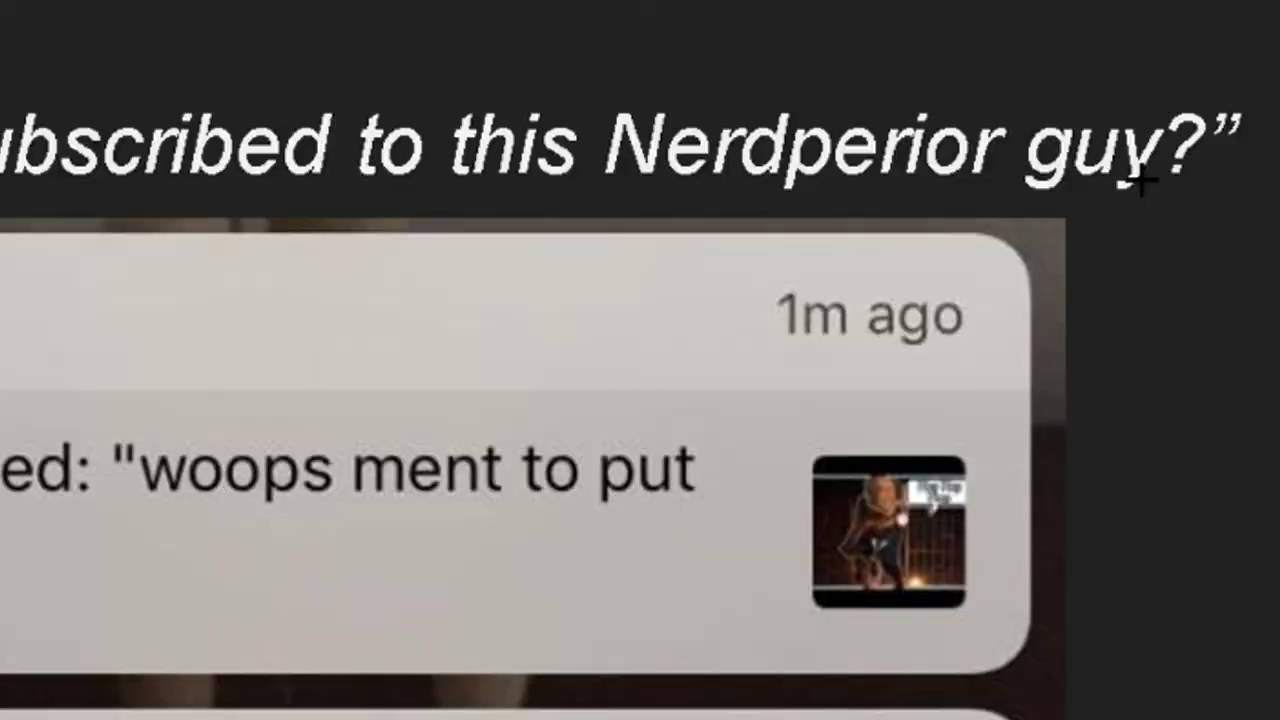 ubscribed to this Nerdperior guy?”
1m ago
ed: "woops ment to put